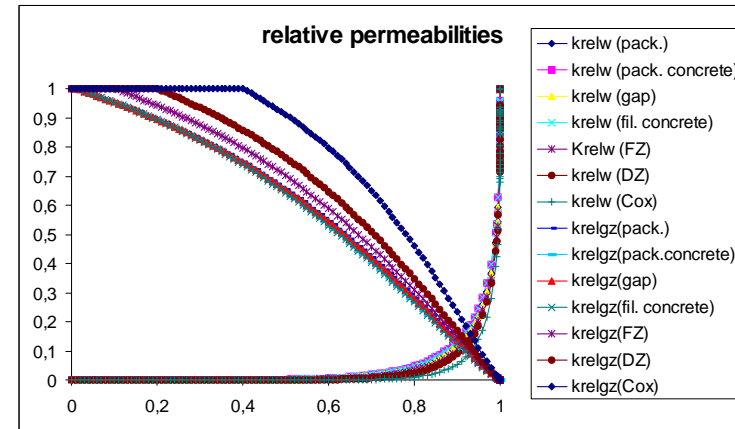 relative permeabilities
1
0,9
0,8
0,7
0,6
0,5
0,4
0,3
0,2
0,1
0
0 0,2 0,4 0,6 0,8 1
krelw (pack.)
krelw (pack. concrete)
krelw (gap)
krelw (fil. concrete)
Krelw (FZ)
krelw (DZ)
krelw (Cox)
krelgz(pack.)
krelgz(pack.concrete)
krelgz(gap)
krelgz(fil. concrete)
krelgz(FZ)
krelgz(DZ)
krelgz(Cox)